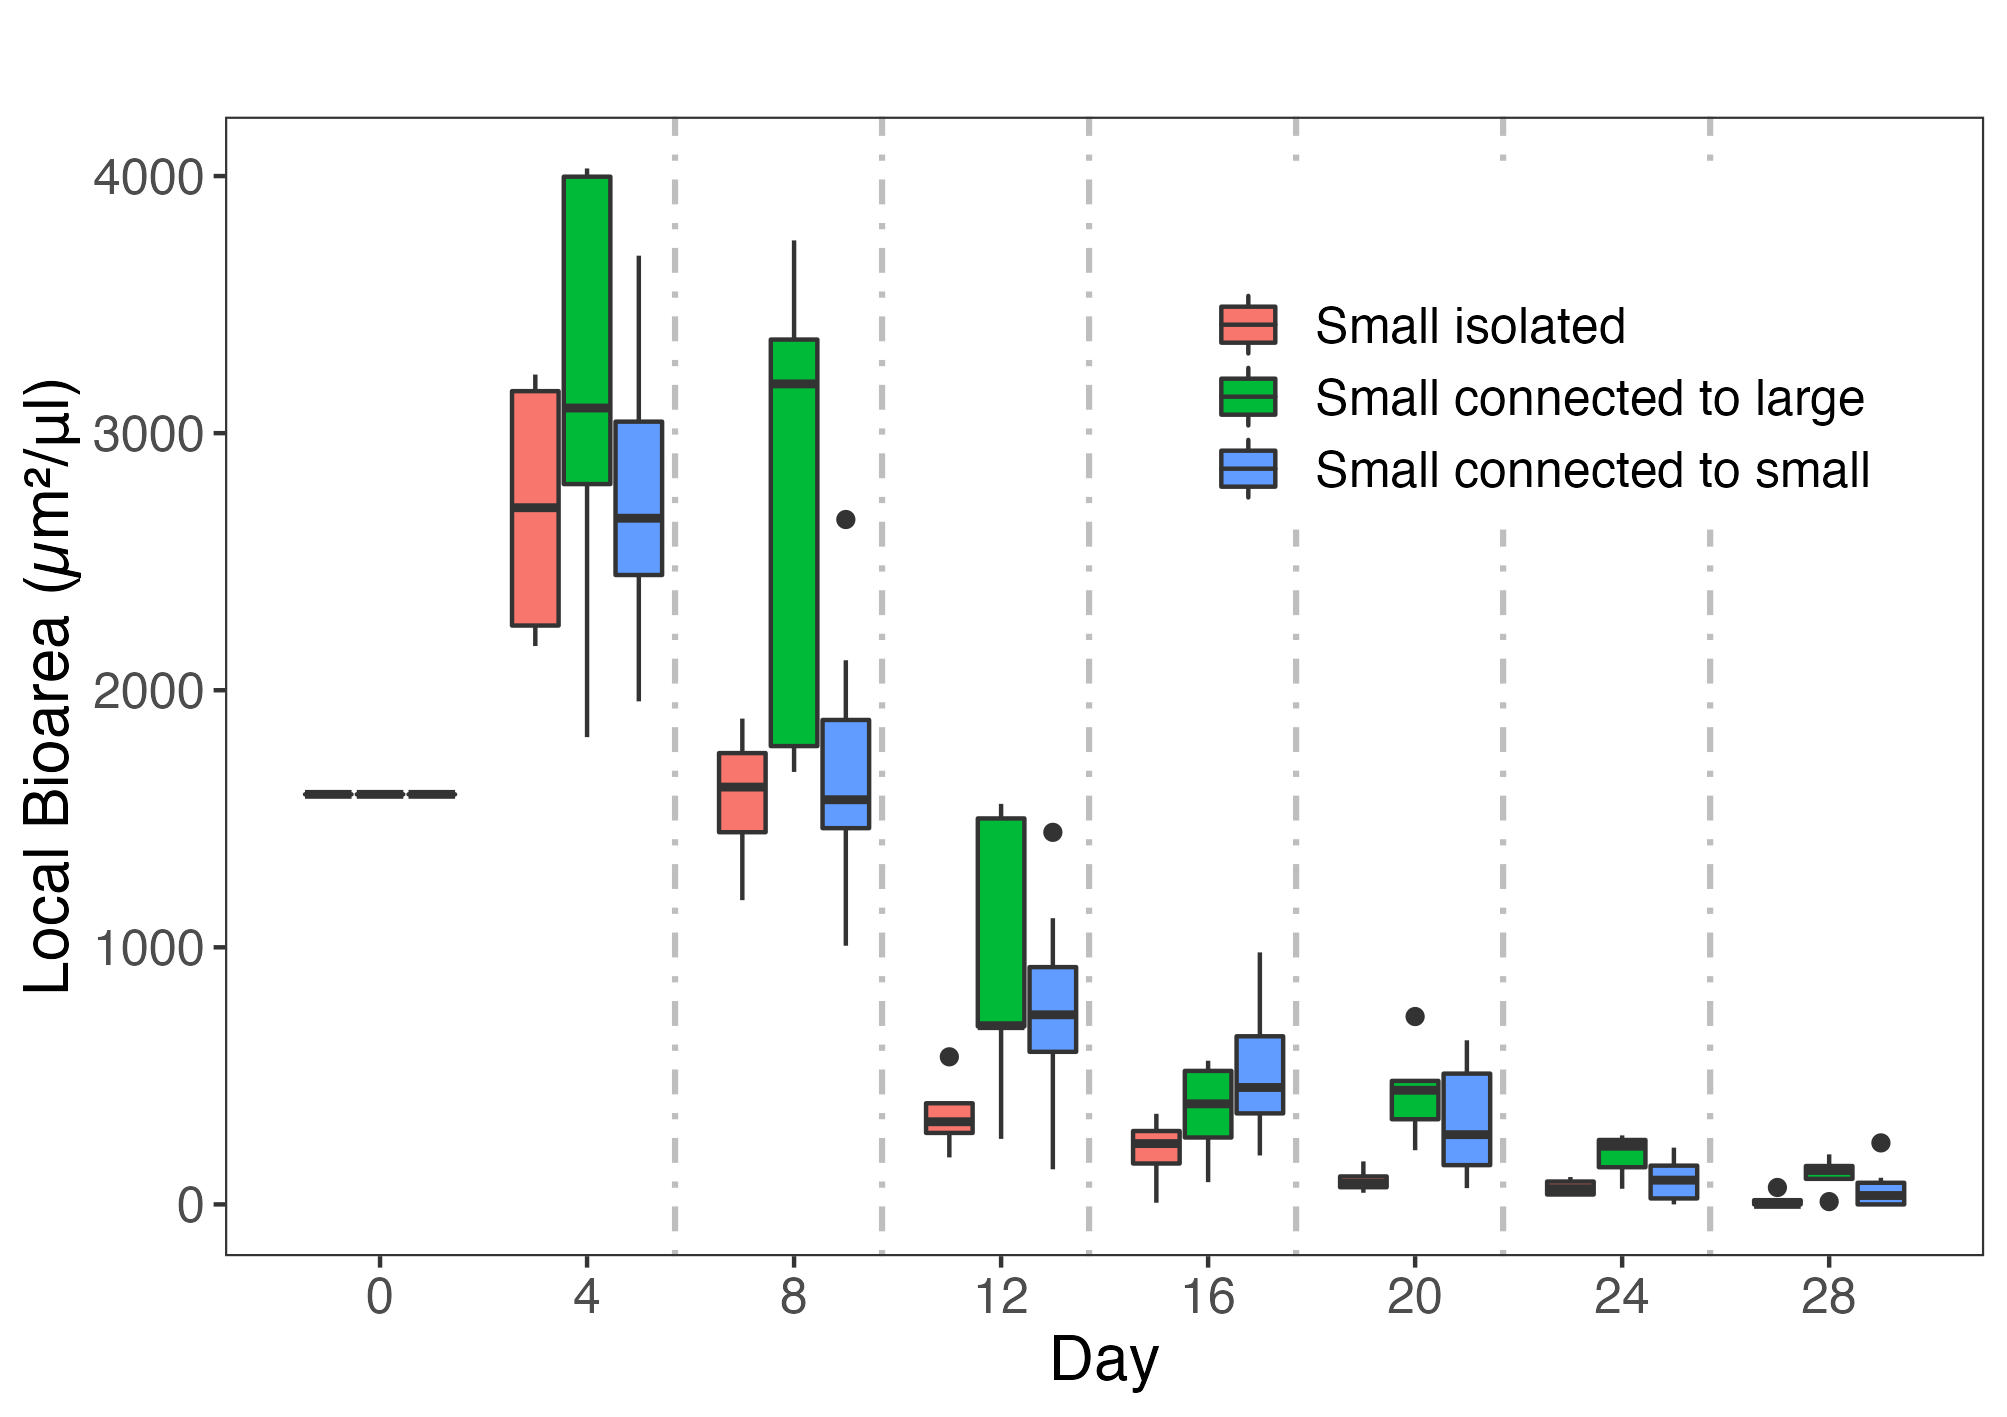 Local Bioarea (µm²/µl)
4000
3000
2000
1000
0
Small isolated
Small connected to large
Small connected to small
0 4 8 12 16 20 24 28
Day